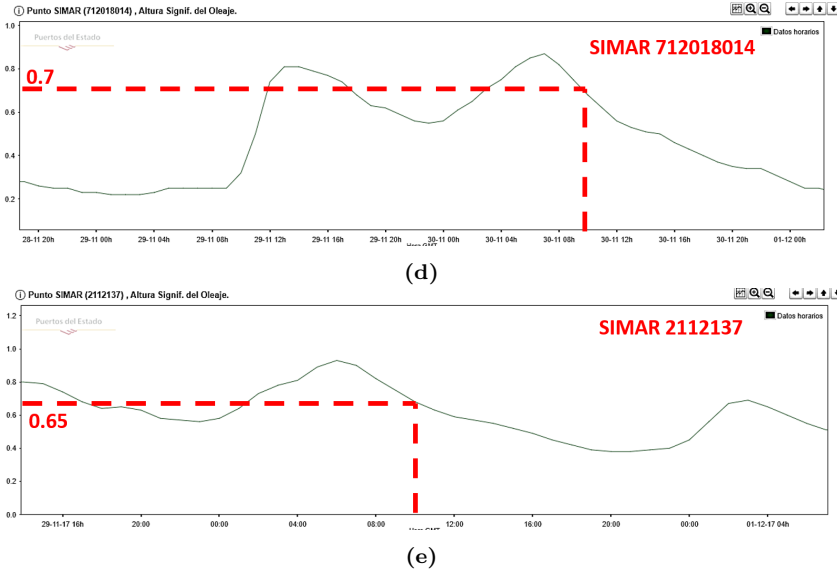 Punto SIMAR (712018014) , Altura Signif. del Oleaje.
1.0
Puertos del Estado
Datos horarios
SIMAR 712018014
0.8
0.7
0.6
0.4
0.2
28-11 20h 29-11 00h 29-11 04h 29-11 08h 29-11 12h 29-11 16h 29-11 20h 30-11 00h 30-11 04h 30-11 08h 30-11 12h 30-11 16h 30-11 20h 01-12 00h
Hora GMT
(d)
Punto SIMAR (2112137) , Altura Signif. del Oleaje.
1.2
Puertos del Estado
Datos horarios
SIMAR 2112137
1.0
0.8
0.65
0.6
0.4
0.2
0.0
29-11-17 16h 20:00 00:00 04:00 08:00 12:00 16:00 20:00 00:00 01-12-17 04h
Hora GMT
(e)